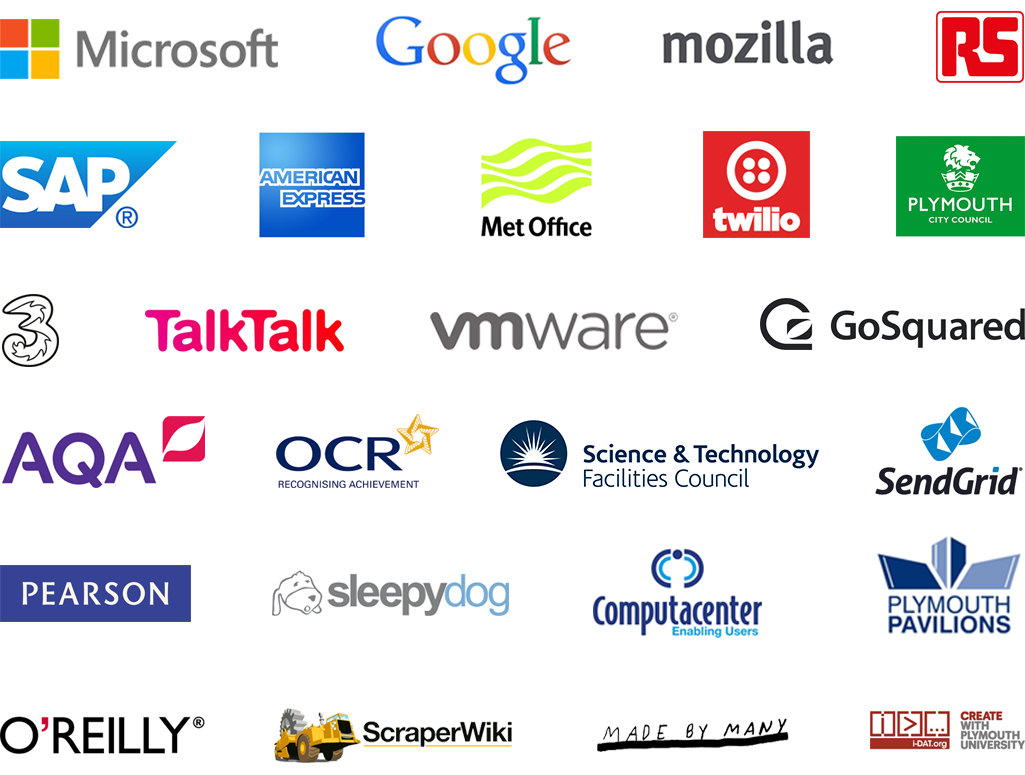 Microsoft
Google
mozilla
RS
SAP®
AMERICAN
EXPRESS
Met Office
twilio
PLYMOUTH
CITY COUNCIL
3
TalkTalk
vmware®
GoSquared
AQA
OCR
RECOGNISING ACHIEVEMENT
Science & Technology
Facilities Council
SendGrid
PEARSON
sleepydog
Computacenter
Enabling Users
PLYMOUTH
PAVILIONS
O'REILLY®
ScraperWiki
MADE BY MANY
i-DAT.org
CREATE
WITH
PLYMOUTH
UNIVERSITY